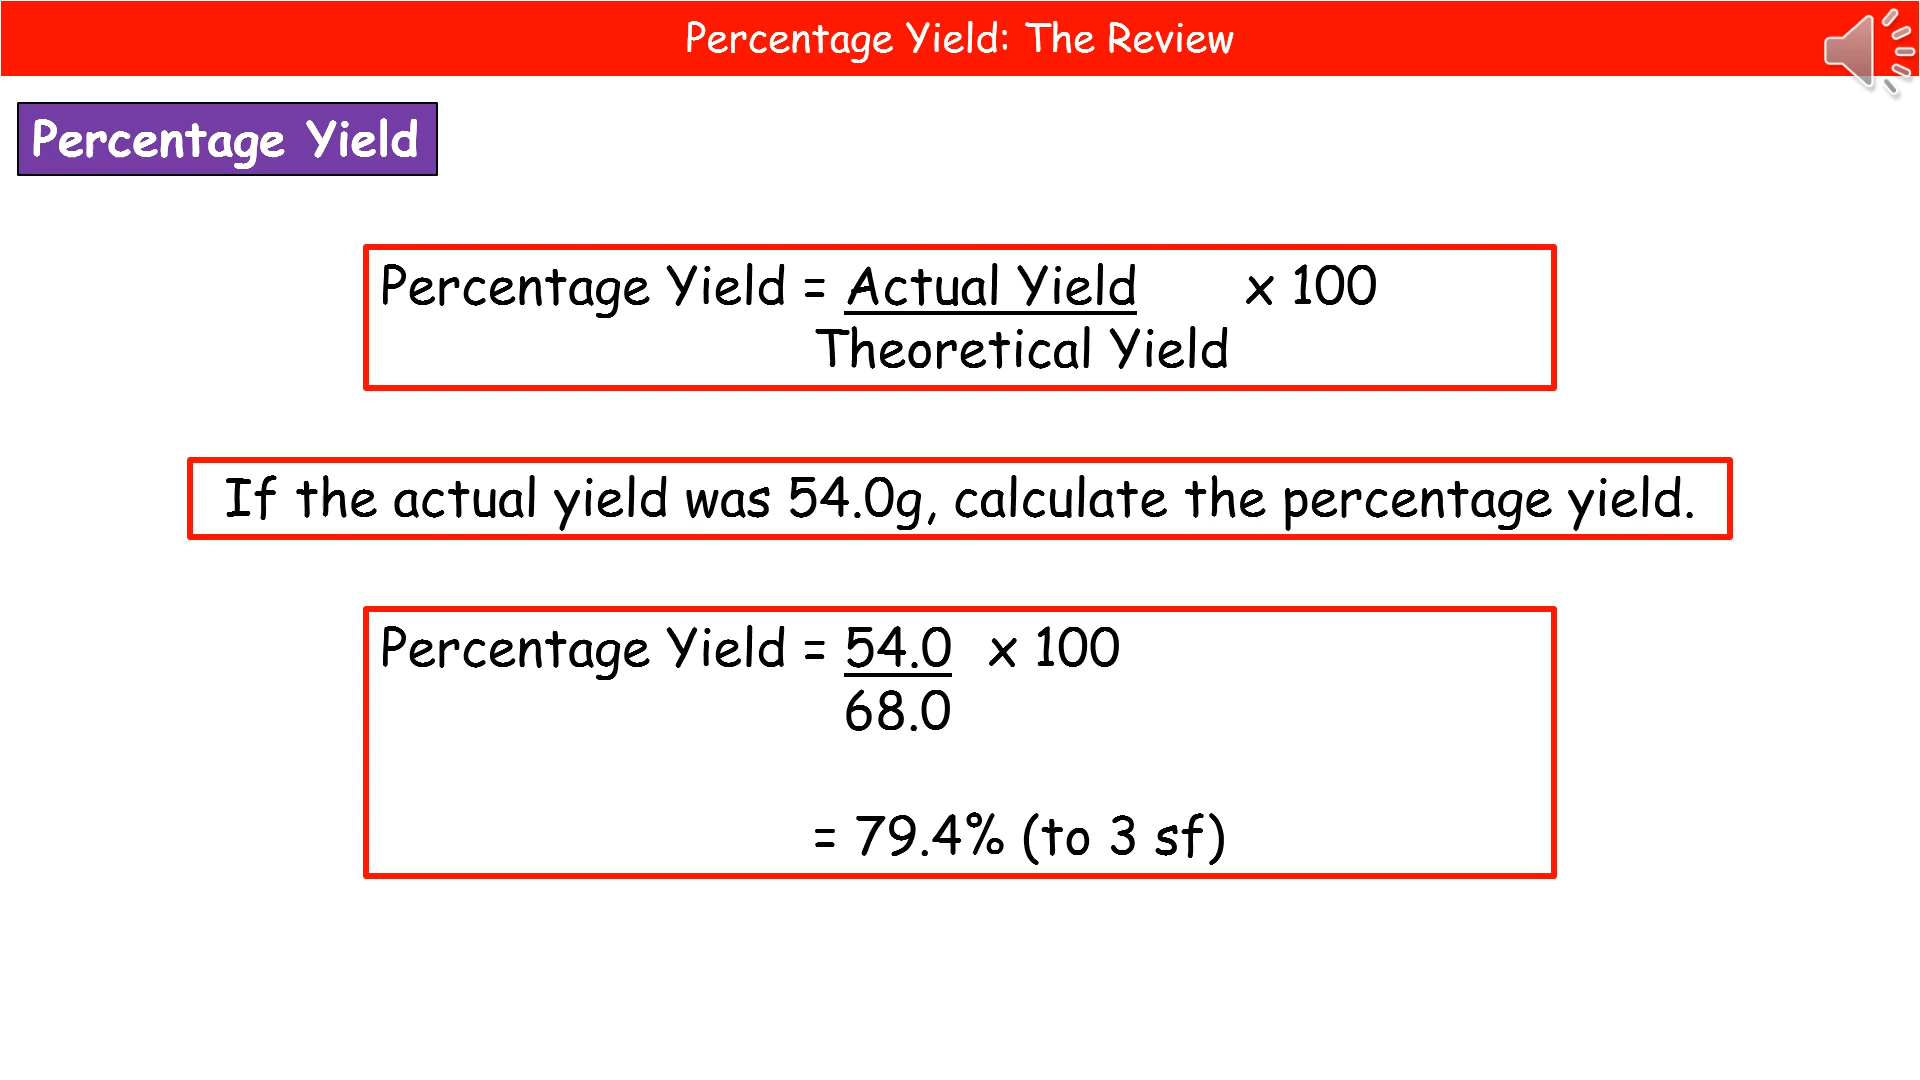 Percentage Yield: The Review
Percentage Yield
Percentage Yield = Actual Yield x 100
Theoretical Yield
If the actual yield was 54.0g, calculate the percentage yield.
Percentage Yield = 54.0 x 100
68.0
= 79.4% (to 3 sf)